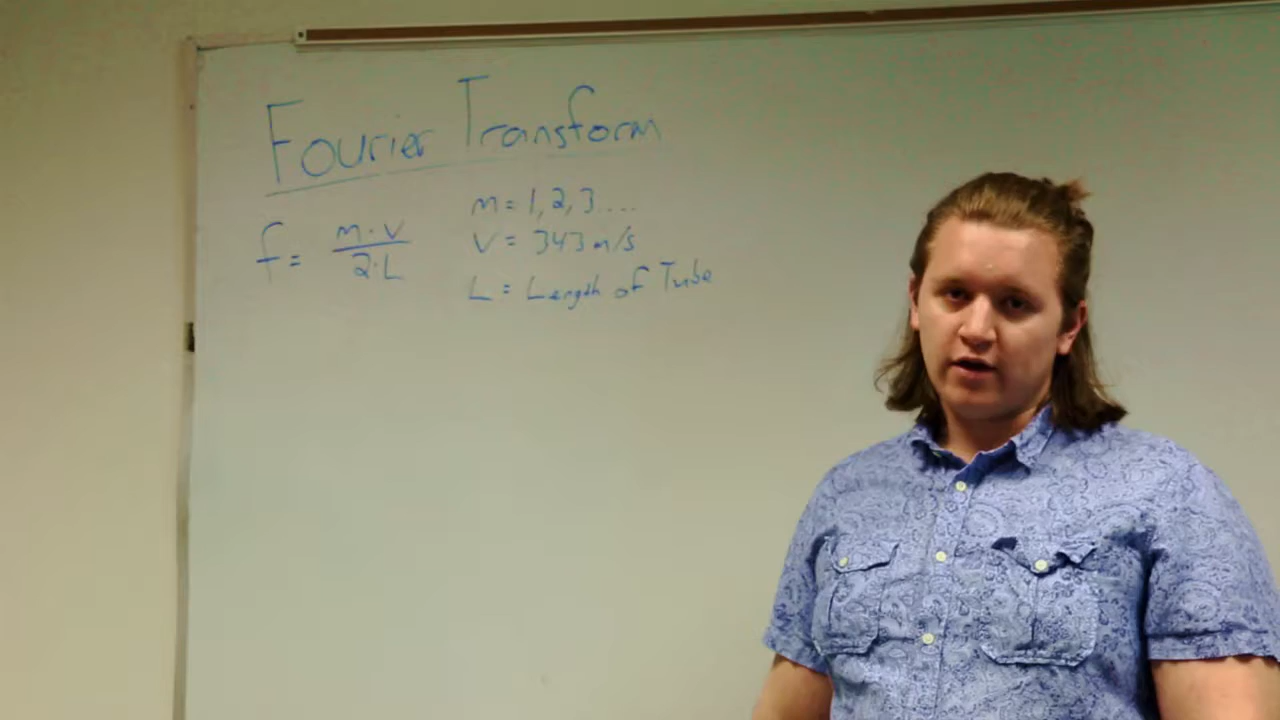 Fourier Transform
f = m·v / 2·L
m = 1, 2, 3....
v = 343 m/s
L = Length of Tube